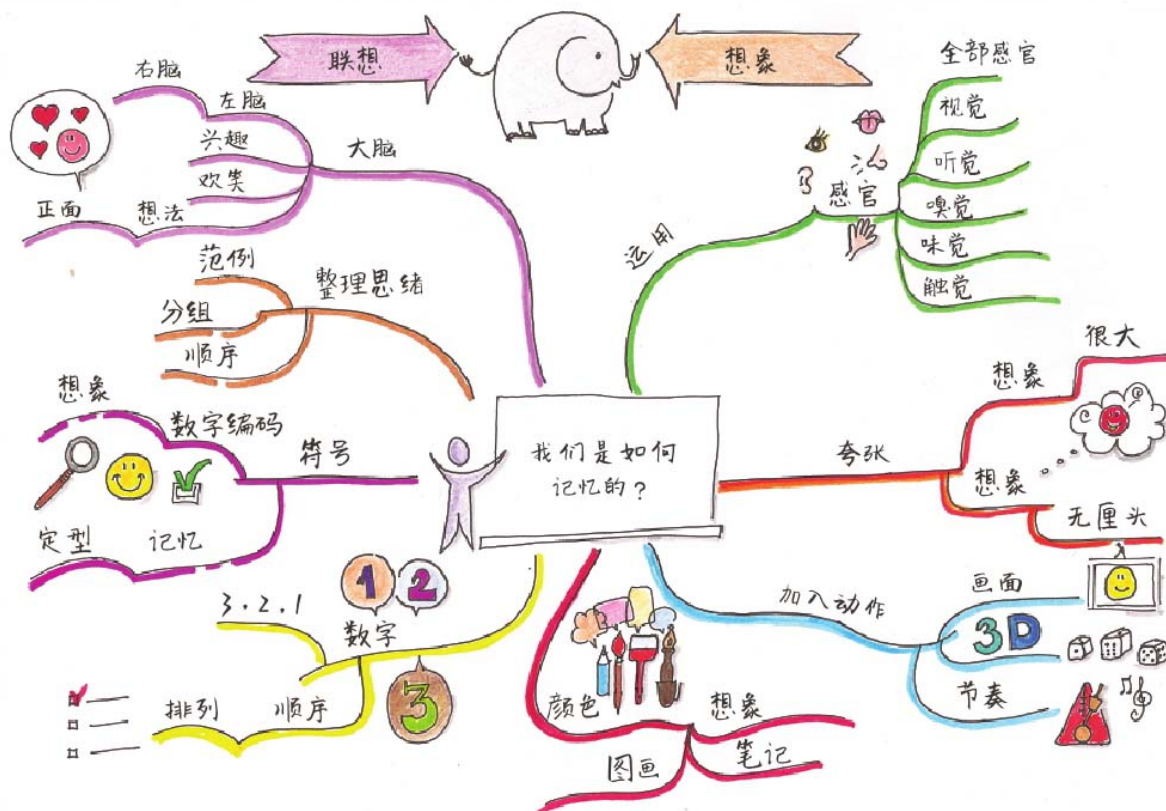 联想
想象
右脑
左脑
兴趣
欢笑
正面
想法
大脑
范例
分组
顺序
整理思绪
想象
数字编码
定型
记忆
符号
3.2.1
数字
1
2
3
排列
顺序
我们是如何
记忆的?
运用
感官
全部感官
视觉
听觉
嗅觉
味觉
触觉
夸张
想象
很大
想象
无厘头
加入动作
画面
3D
节奏
颜色
想象
图画
笔记